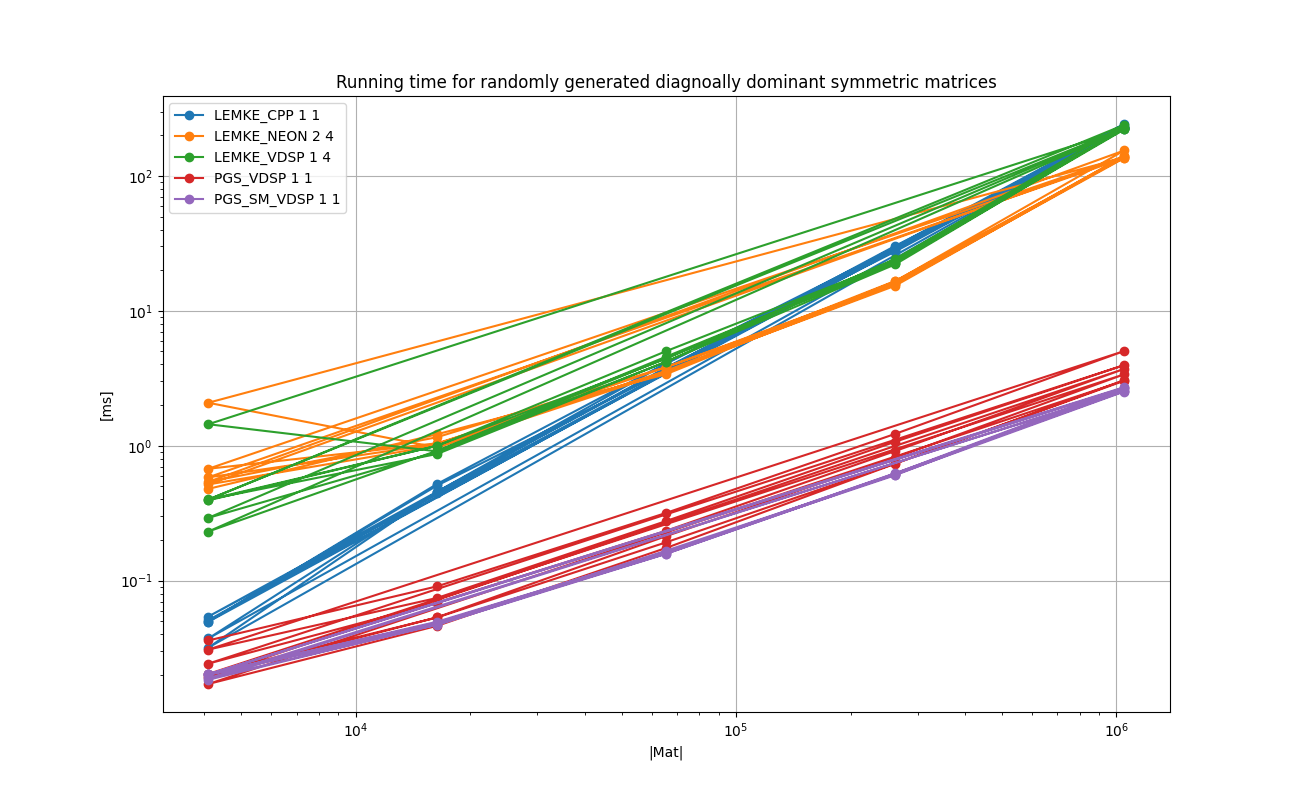 Running time for randomly generated diagnoally dominant symmetric matrices
LEMKE_CPP 1 1
LEMKE_NEON 2 4
LEMKE_VDSP 1 4
PGS_VDSP 1 1
PGS_SM_VDSP 1 1
[ms]
10²
10¹
10⁰
10⁻¹
10⁴ 10⁵ 10⁶
|Mat|